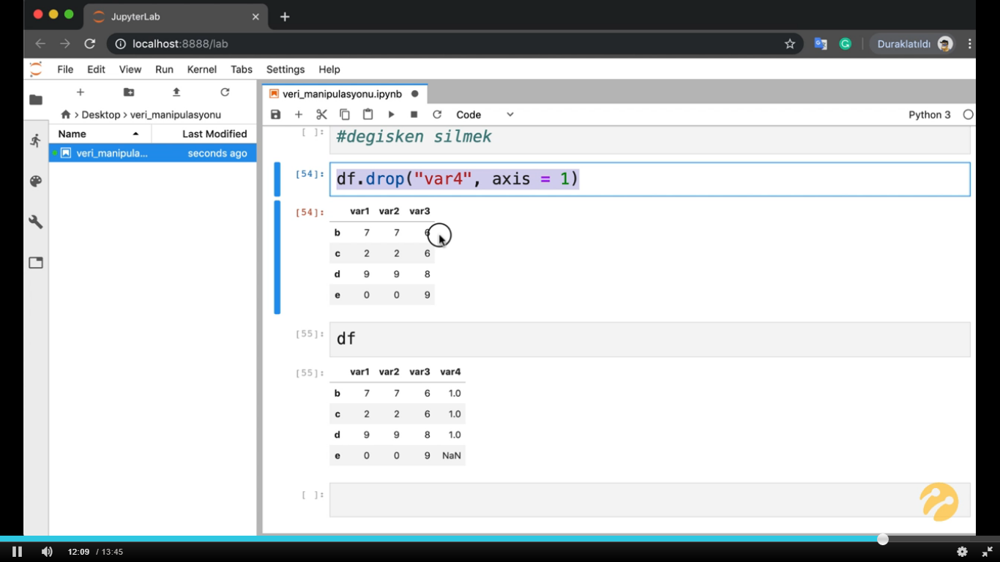 JupyterLab
localhost:8888/lab
Duraklatıldı
File Edit View Run Kernel Tabs Settings Help
veri_manipulasyonu.ipynb
Desktop > veri_manipulasyonu
Code
Python 3
Name Last Modified
veri_manipula... seconds ago
[ ]: #degisken silmek
[54]: df.drop("var4", axis = 1)
[54]: var1 var2 var3
b 7 7 6
c 2 2 6
d 9 9 8
e 0 0 9
[55]: df
[55]: var1 var2 var3 var4
b 7 7 6 1.0
c 2 2 6 1.0
d 9 9 8 1.0
e 0 0 9 NaN
[ ]:
12:09 / 13:45